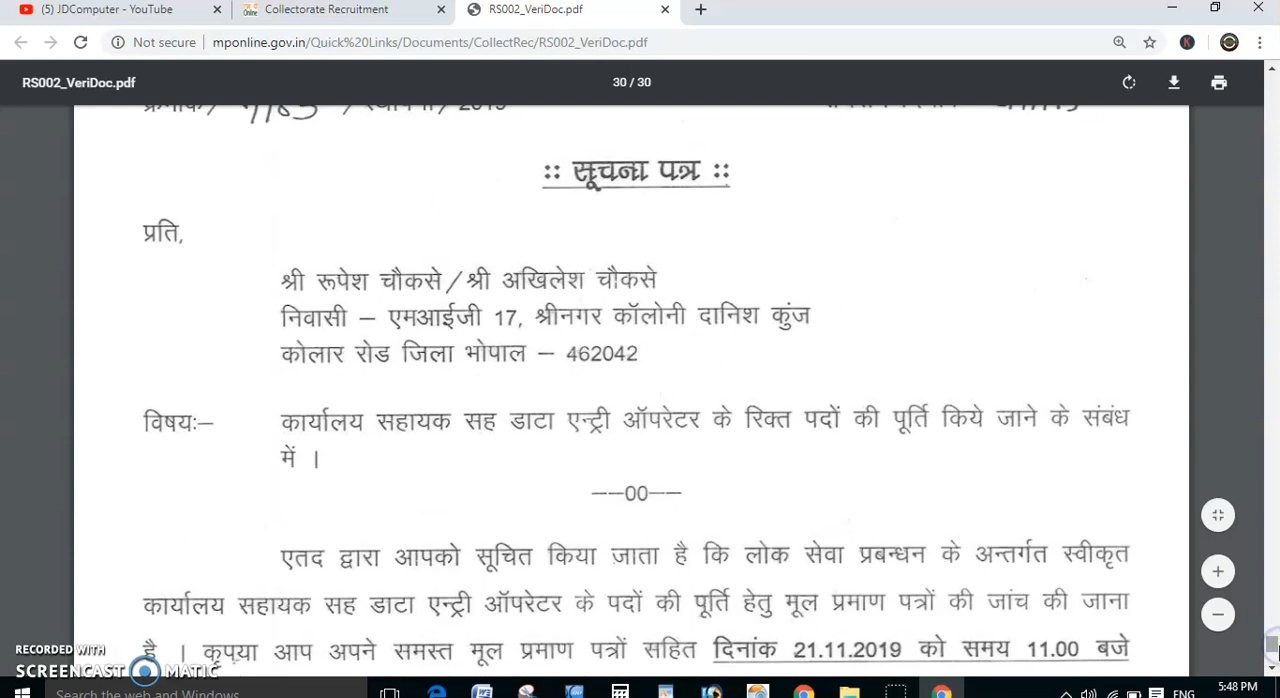 (5) JDComputer - YouTube
Collectorate Recruitment
RS002_VeriDoc.pdf
Not secure | mponline.gov.in/Quick%20Links/Documents/CollectRec/RS002_VeriDoc.pdf
RS002_VeriDoc.pdf
30 / 30
:: सूचना पत्र ::
प्रति,
श्री रूपेश चौकसे/श्री अखिलेश चौकसे
निवासी – एमआईजी 17, श्रीनगर कॉलोनी दानिश कुंज
कोलार रोड जिला भोपाल – 462042
विषयः– कार्यालय सहायक सह डाटा एन्ट्री ऑपरेटर के रिक्त पदों की पूर्ति किये जाने के संबंध
में ।
––00––
एतद द्वारा आपको सूचित किया जाता है कि लोक सेवा प्रबन्धन के अन्तर्गत स्वीकृत
कार्यालय सहायक सह डाटा एन्ट्री ऑपरेटर के पदों की पूर्ति हेतु मूल प्रमाण पत्रों की जांच की जाना
है । कृपया आप अपने समस्त मूल प्रमाण पत्रों सहित दिनांक 21.11.2019 को समय 11.00 बजे
RECORDED WITH
SCREENCAST MATIC
Search the web and Windows
ENG
5:48 PM